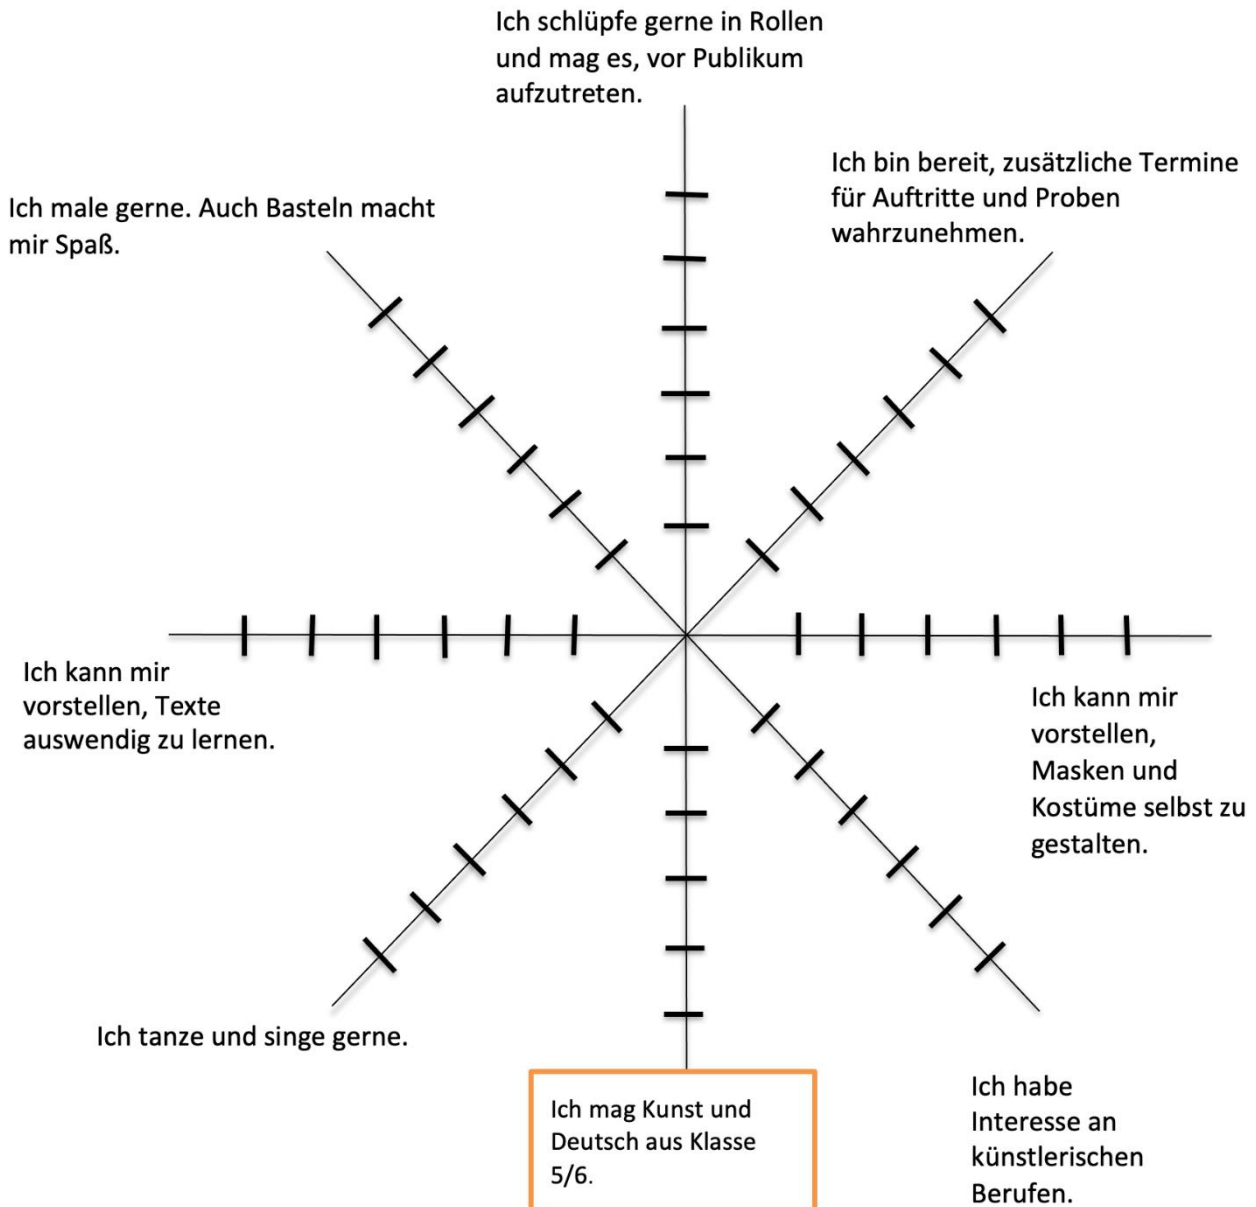 Ich schlüpfe gerne in Rollen
und mag es, vor Publikum
aufzutreten.
Ich bin bereit, zusätzliche Termine
für Auftritte und Proben
wahrzunehmen.
Ich male gerne. Auch Basteln macht
mir Spaß.
Ich kann mir
vorstellen, Texte
auswendig zu lernen.
Ich kann mir
vorstellen,
Masken und
Kostüme selbst zu
gestalten.
Ich tanze und singe gerne.
Ich mag Kunst und
Deutsch aus Klasse
5/6.
Ich habe
Interesse an
künstlerischen
Berufen.